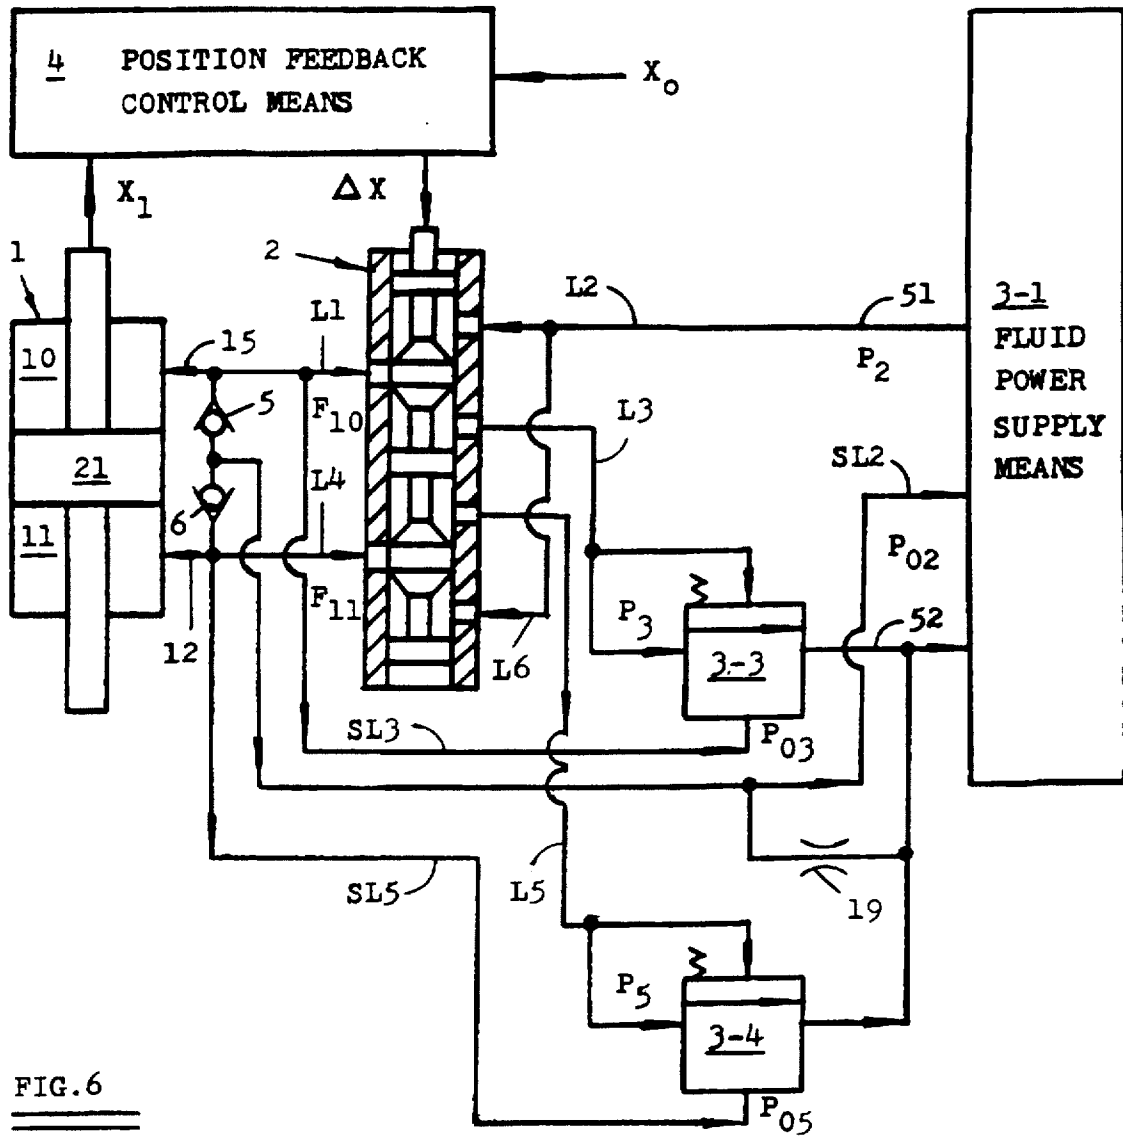 4 POSITION FEEDBACK
CONTROL MEANS
X₀
X₁
ΔX
1
2
L2
51
3-1
FLUID
POWER
SUPPLY
MEANS
10
15
L1
P₂
5
F₁₀
L3
21
L4
SL2
6
11
P₀₂
F₁₁
12
P₃
52
L6
3-3
SL3
P₀₃
SL5
L5
19
P₅
3-4
P₀₅
FIG.6